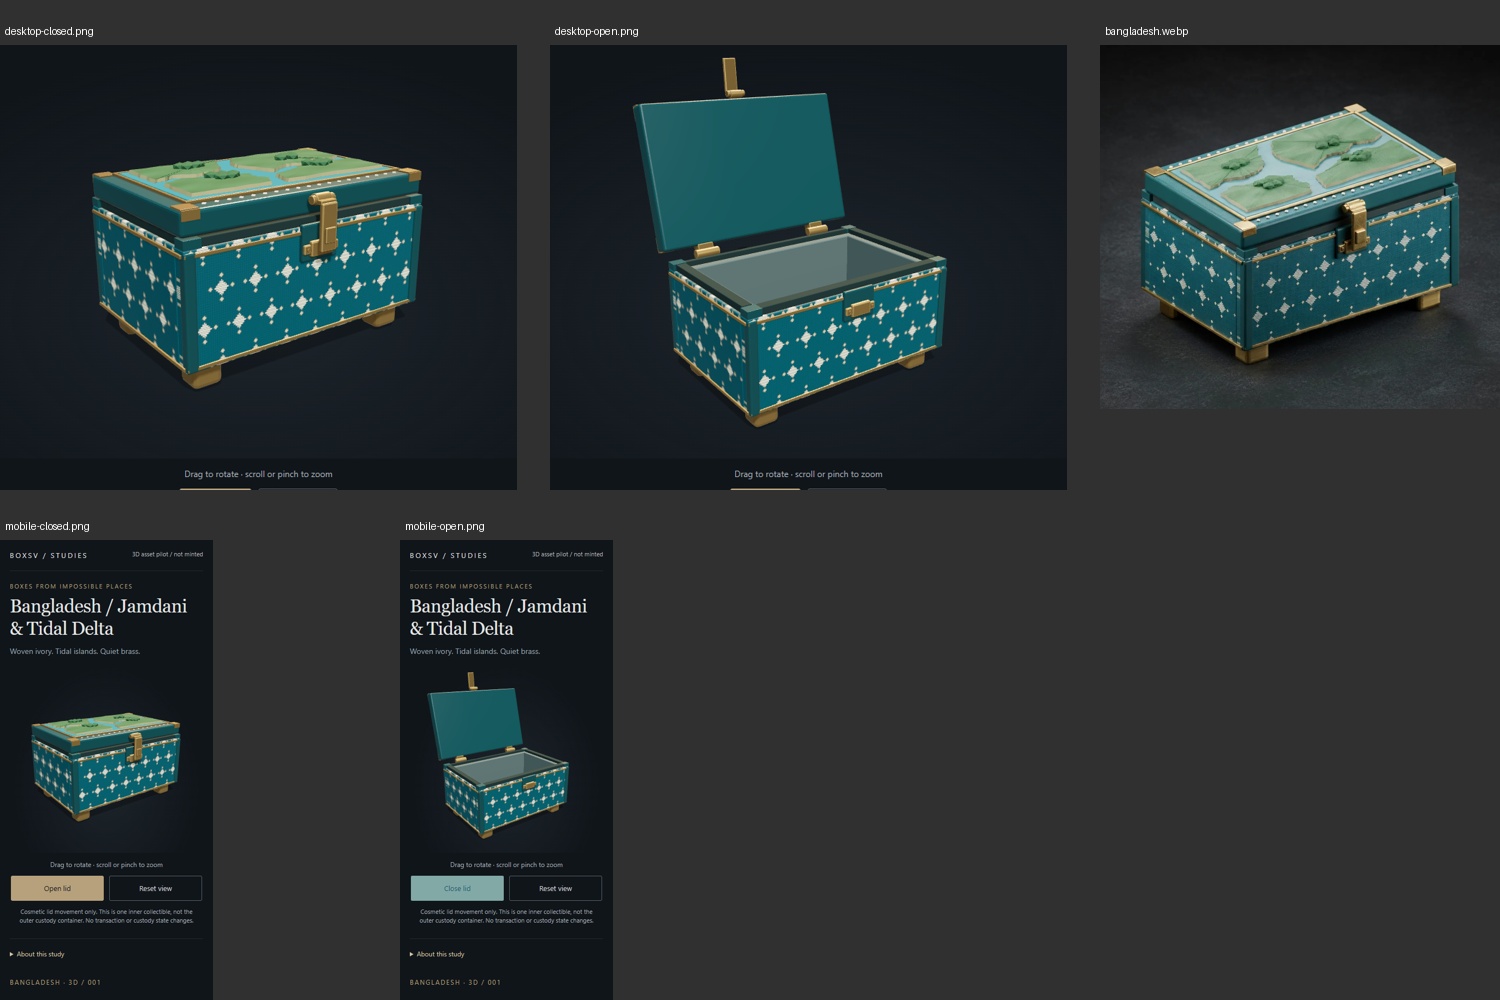 desktop-closed.png
desktop-open.png
bangladesh.webp
Drag to rotate · scroll or pinch to zoom
Drag to rotate · scroll or pinch to zoom
mobile-closed.png
mobile-open.png
BOXSV / STUDIES
3D asset pilot / not minted
BOXES FROM IMPOSSIBLE PLACES
Bangladesh / Jamdani
& Tidal Delta
Woven ivory. Tidal islands. Quiet brass.
Drag to rotate · scroll or pinch to zoom
Open lid
Reset view
Cosmetic lid movement only. This is one inner collectible, not the
outer custody container. No transaction or custody state changes.
▶ About this study
BANGLADESH - 3D / 001
BOXSV / STUDIES
3D asset pilot / not minted
BOXES FROM IMPOSSIBLE PLACES
Bangladesh / Jamdani
& Tidal Delta
Woven ivory. Tidal islands. Quiet brass.
Drag to rotate · scroll or pinch to zoom
Close lid
Reset view
Cosmetic lid movement only. This is one inner collectible, not the
outer custody container. No transaction or custody state changes.
▶ About this study
BANGLADESH - 3D / 001